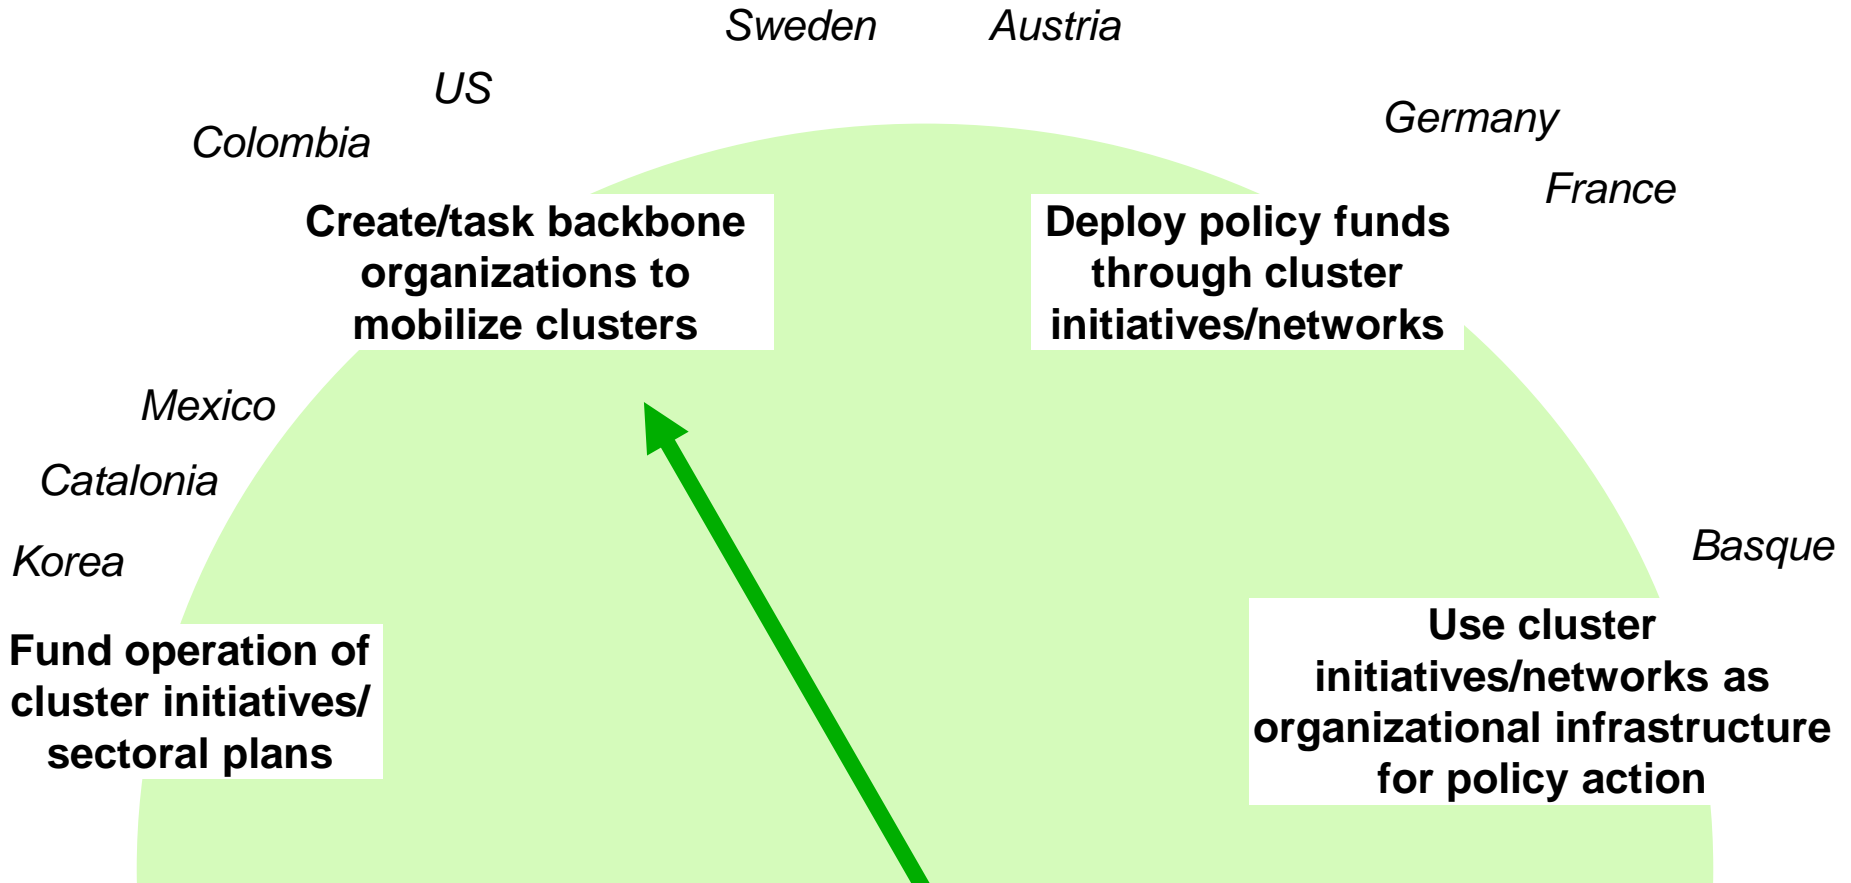 Sweden
Austria
US
Colombia
Germany
France
Create/task backbone
organizations to
mobilize clusters
Deploy policy funds
through cluster
initiatives/networks
Mexico
Catalonia
Korea
Basque
Fund operation of
cluster initiatives/
sectoral plans
Use cluster
initiatives/networks as
organizational infrastructure
for policy action